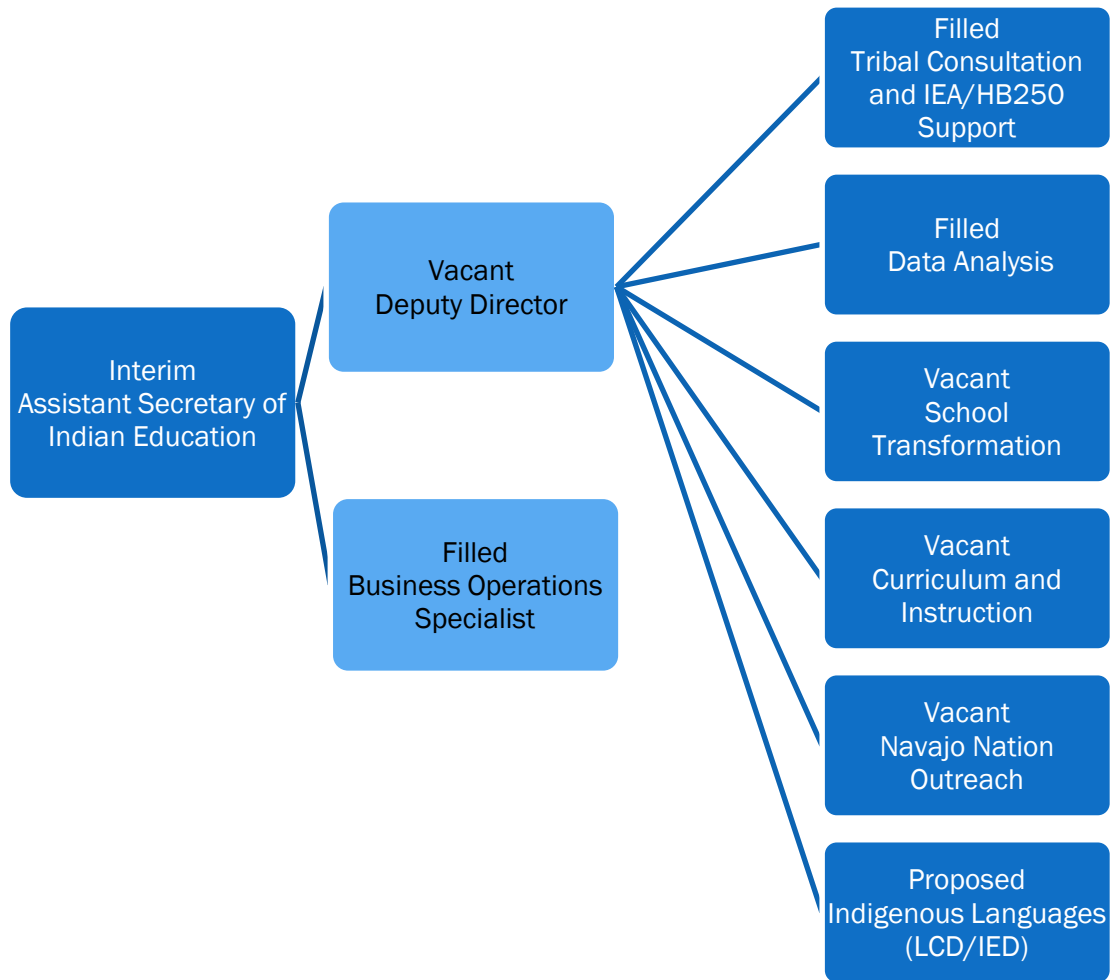 Interim
Assistant Secretary of
Indian Education
Vacant
Deputy Director
Filled
Business Operations
Specialist
Filled
Tribal Consultation
and IEA/HB250
Support
Filled
Data Analysis
Vacant
School
Transformation
Vacant
Curriculum and
Instruction
Vacant
Navajo Nation
Outreach
Proposed
Indigenous Languages
(LCD/IED)